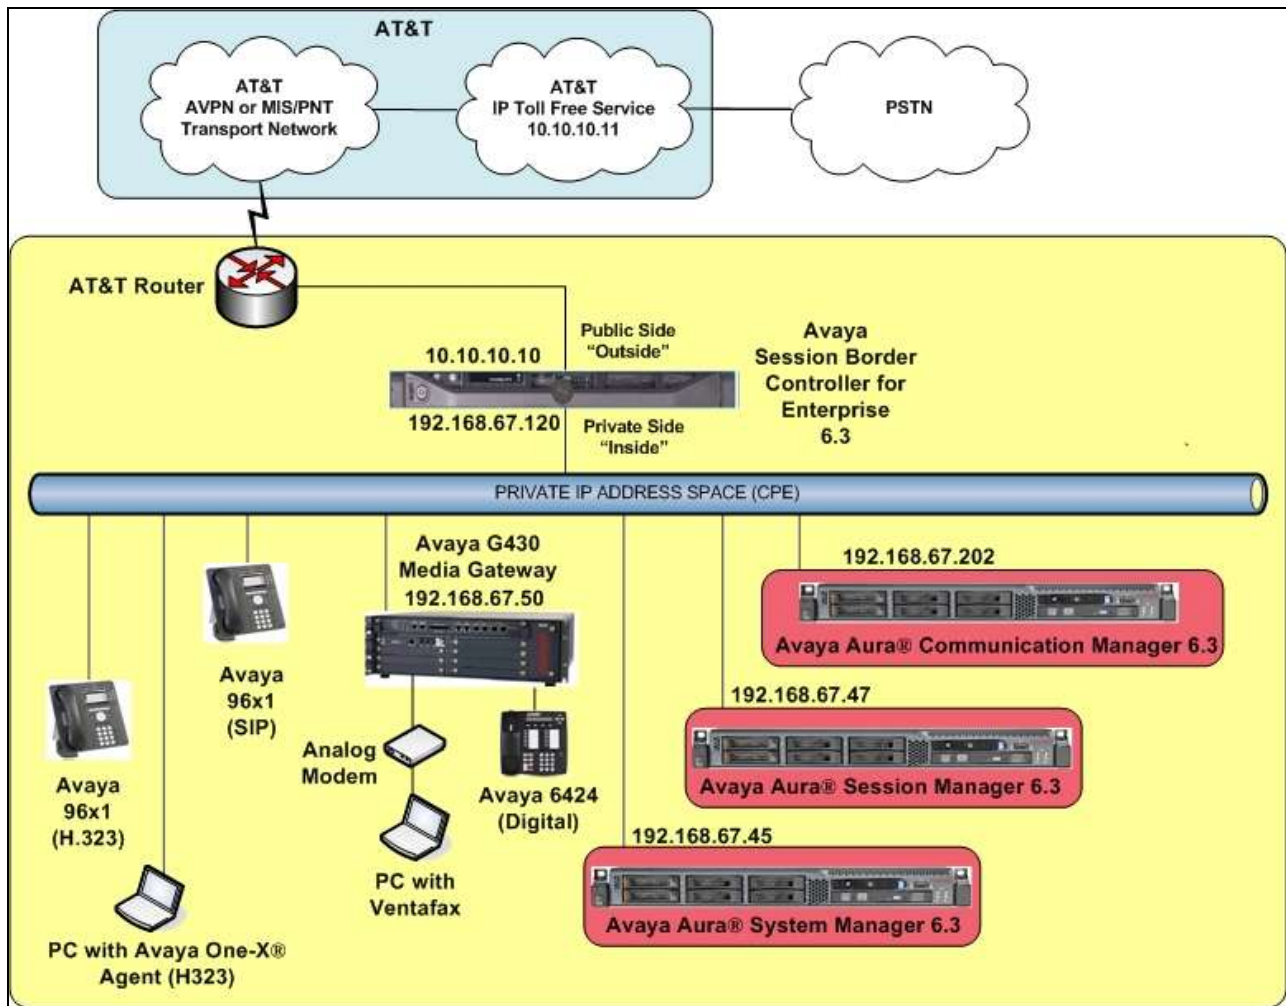 AT&T
AT&T
AVPN or MIS/PNT
Transport Network
AT&T
IP Toll Free Service
10.10.10.11
PSTN
AT&T Router
Public Side
“Outside”
10.10.10.10
192.168.67.120
Private Side
“Inside”
Avaya
Session Border
Controller for
Enterprise
6.3
PRIVATE IP ADDRESS SPACE (CPE)
Avaya G430
Media Gateway
192.168.67.50
192.168.67.202
Avaya Aura® Communication Manager 6.3
Avaya
96x1
(SIP)
192.168.67.47
Avaya Aura® Session Manager 6.3
Analog
Modem
Avaya
96x1
(H.323)
Avaya 6424
(Digital)
192.168.67.45
Avaya Aura® System Manager 6.3
PC with
Ventafax
PC with Avaya One-X®
Agent (H323)